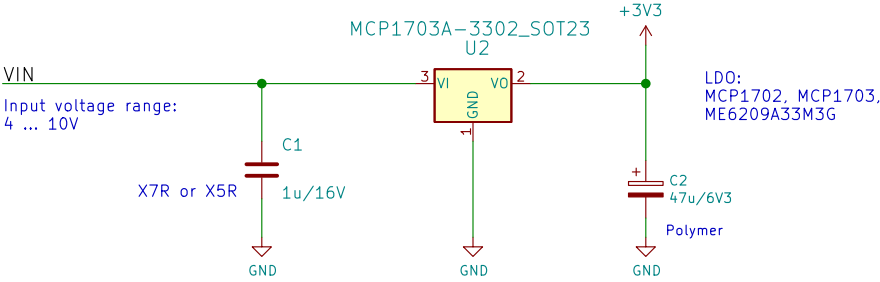 +3V3
MCP1703A-3302_SOT23
U2
VIN
3
VI
VO
2
GND
1
Input voltage range:
4 ... 10V
LDO:
MCP1702, MCP1703,
ME6209A33M3G
C1
1u/16V
X7R or X5R
+
C2
47u/6V3
Polymer
GND
GND
GND